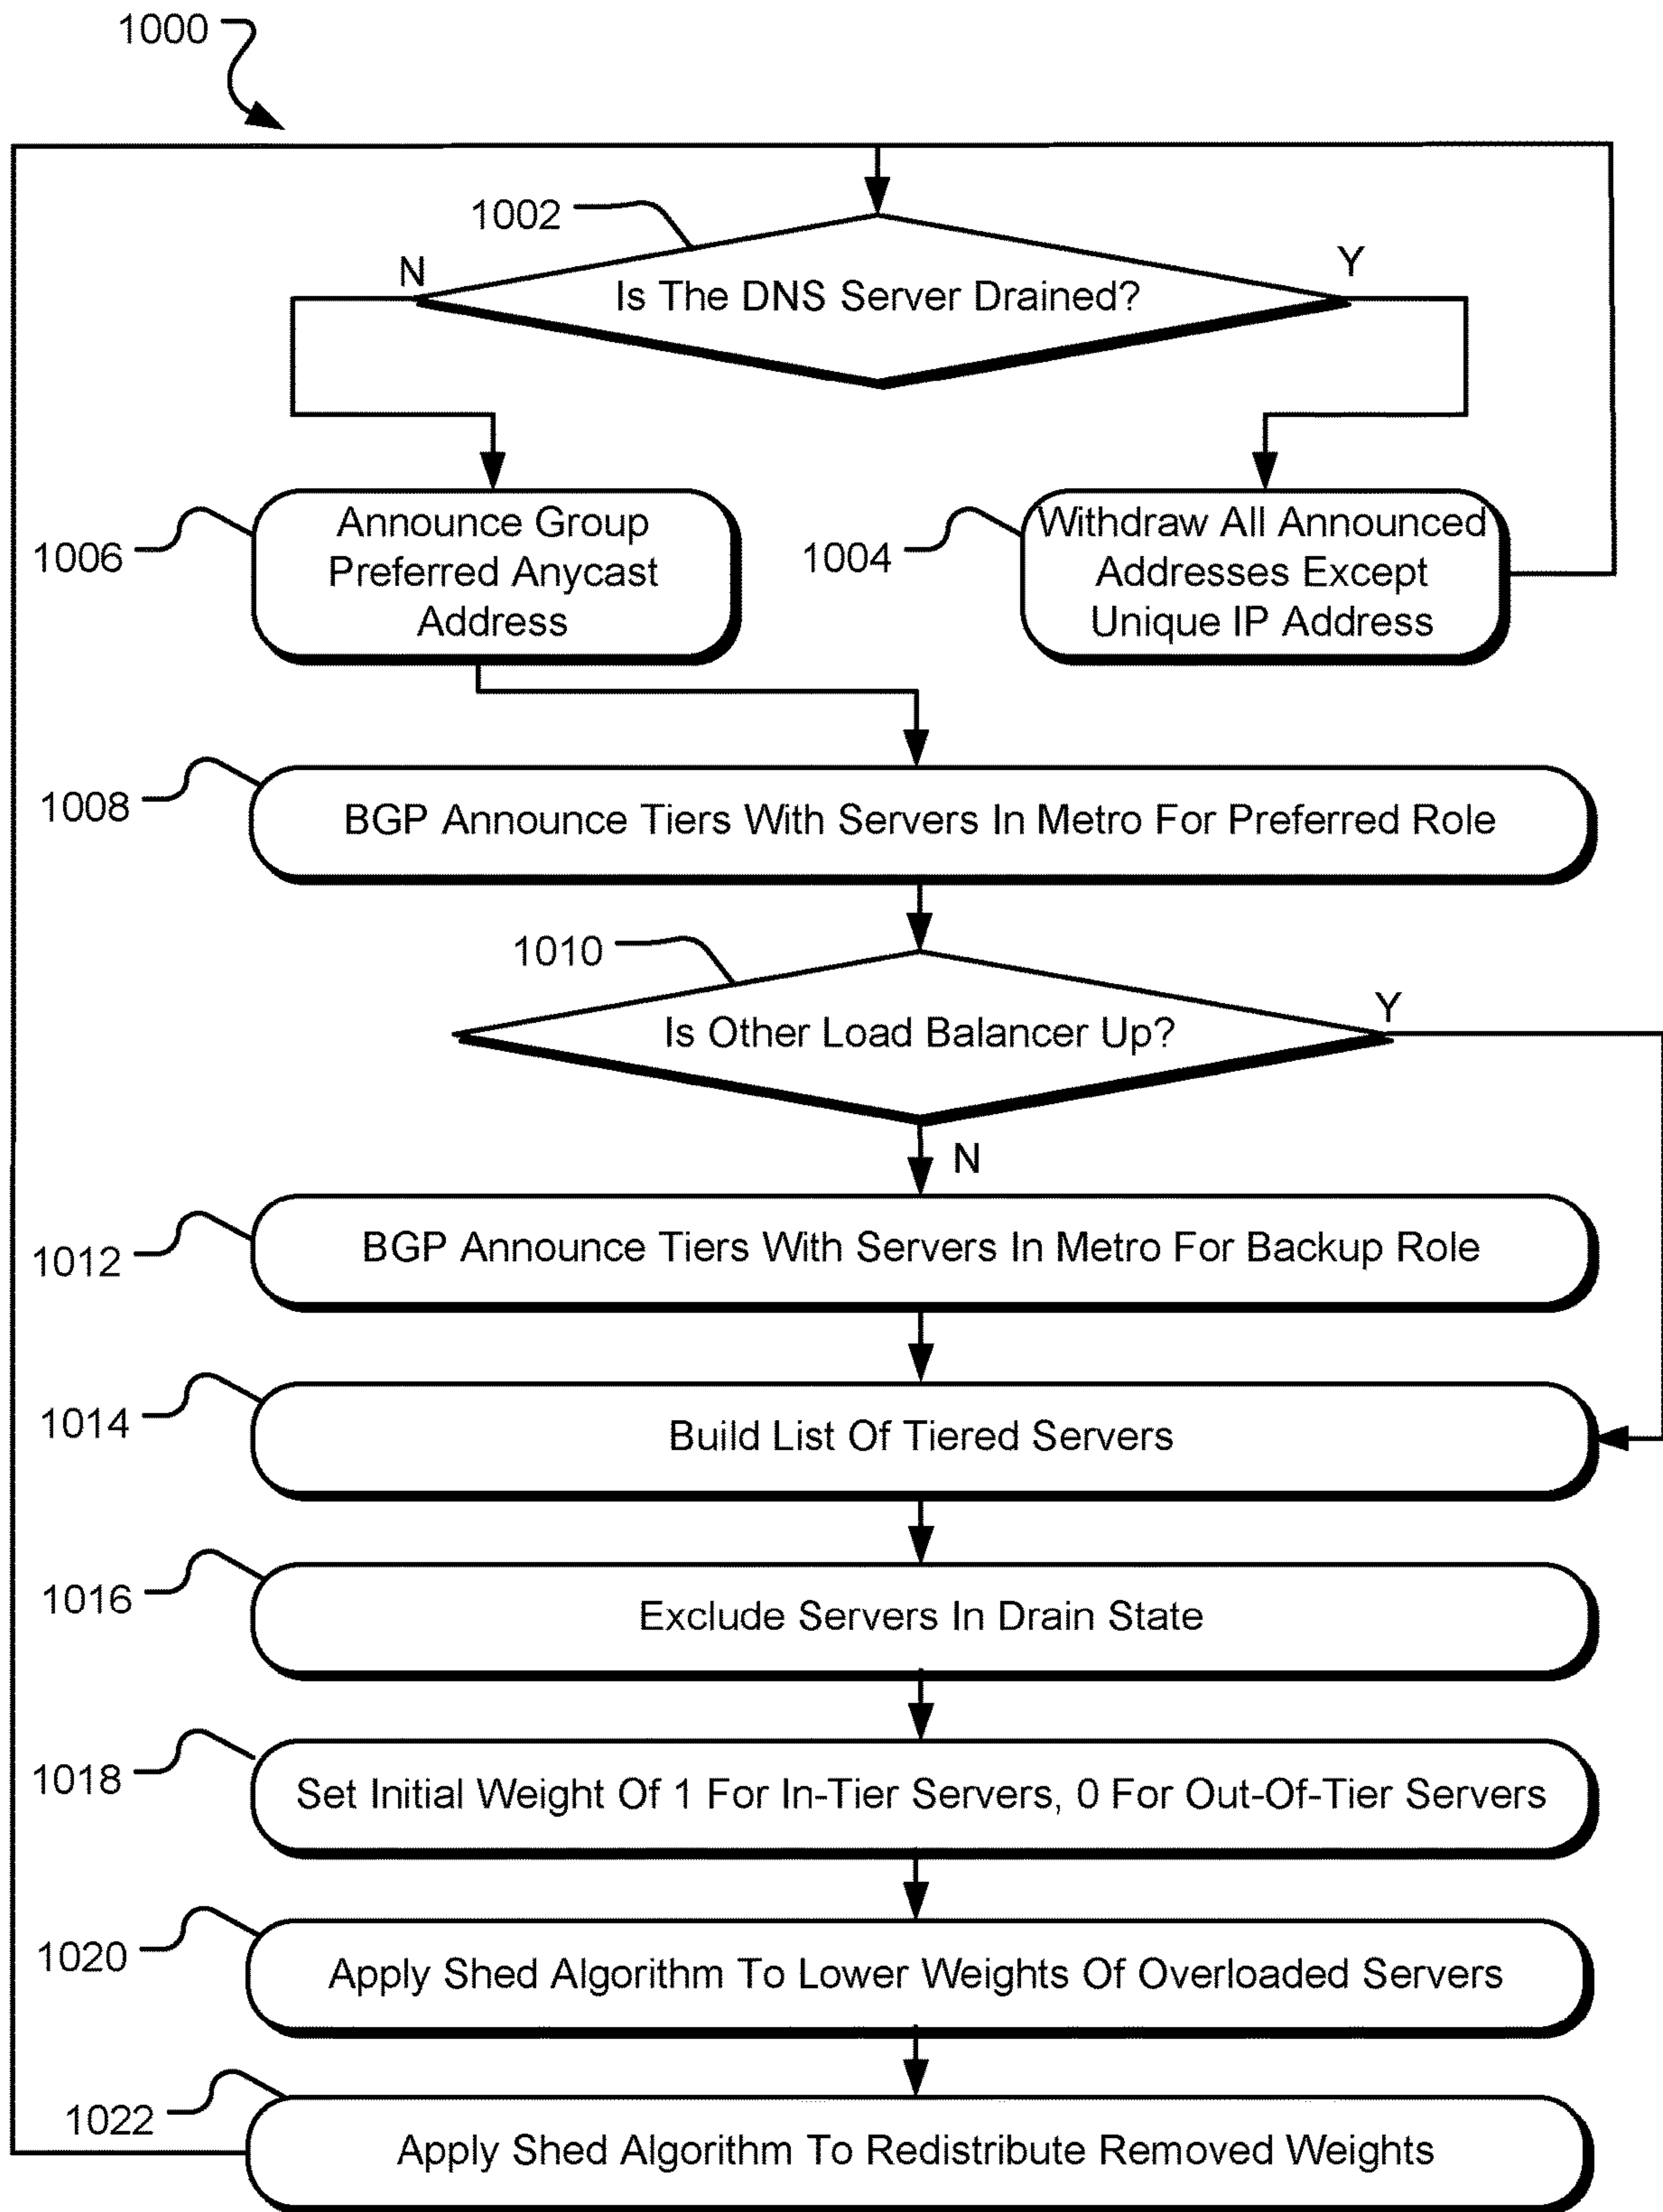 1000
1002
N
Y
Is The DNS Server Drained?
1006
Announce Group
Preferred Anycast
Address
1004
Withdraw All Announced
Addresses Except
Unique IP Address
1008
BGP Announce Tiers With Servers In Metro For Preferred Role
1010
Y
Is Other Load Balancer Up?
N
1012
BGP Announce Tiers With Servers In Metro For Backup Role
1014
Build List Of Tiered Servers
1016
Exclude Servers In Drain State
1018
Set Initial Weight Of 1 For In-Tier Servers, 0 For Out-Of-Tier Servers
1020
Apply Shed Algorithm To Lower Weights Of Overloaded Servers
1022
Apply Shed Algorithm To Redistribute Removed Weights